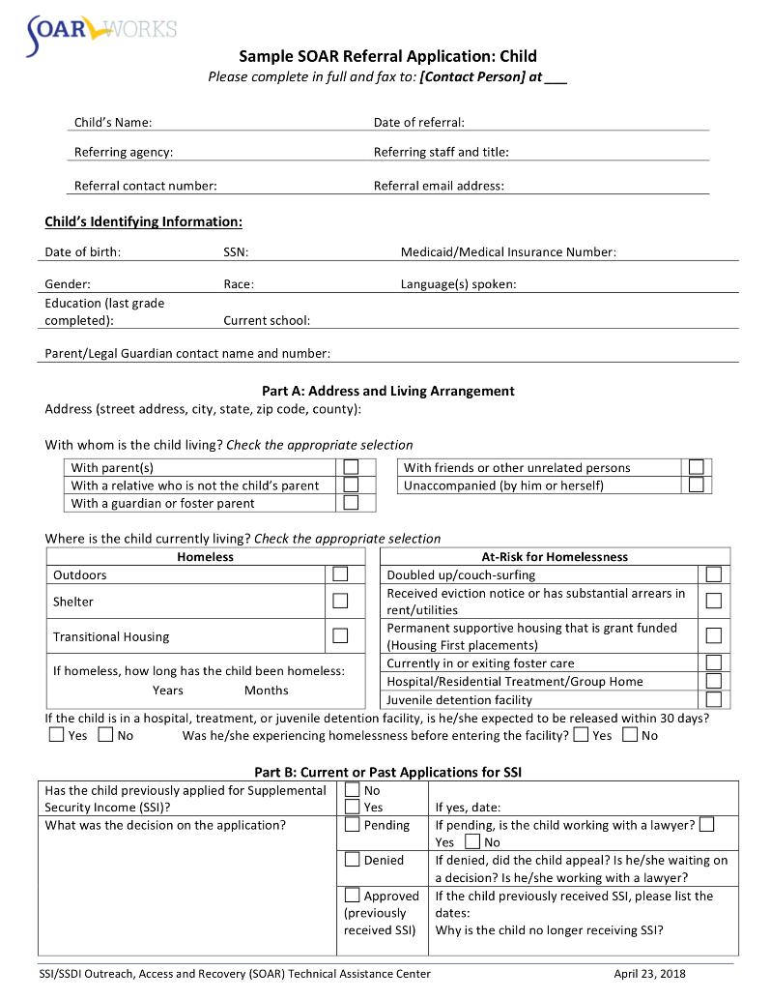 SOAR WORKS
Sample SOAR Referral Application: Child
Please complete in full and fax to: [Contact Person] at ___
Child's Name: Date of referral:
Referring agency: Referring staff and title:
Referral contact number: Referral email address:
Child's Identifying Information:
Date of birth: SSN: Medicaid/Medical Insurance Number:
Gender: Race: Language(s) spoken:
Education (last grade
completed): Current school:
Parent/Legal Guardian contact name and number:
Part A: Address and Living Arrangement
Address (street address, city, state, zip code, county):
With whom is the child living? Check the appropriate selection
With parent(s) With friends or other unrelated persons
With a relative who is not the child's parent Unaccompanied (by him or herself)
With a guardian or foster parent
Where is the child currently living? Check the appropriate selection
Homeless
Outdoors
Shelter
Transitional Housing
If homeless, how long has the child been homeless:
Years Months
At-Risk for Homelessness
Doubled up/couch-surfing
Received eviction notice or has substantial arrears in
rent/utilities
Permanent supportive housing that is grant funded
(Housing First placements)
Currently in or exiting foster care
Hospital/Residential Treatment/Group Home
Juvenile detention facility
If the child is in a hospital, treatment, or juvenile detention facility, is he/she expected to be released within 30 days?
Yes No Was he/she experiencing homelessness before entering the facility? Yes No
Part B: Current or Past Applications for SSI
Has the child previously applied for Supplemental
Security Income (SSI)?
No
Yes
If yes, date:
What was the decision on the application?
Pending
If pending, is the child working with a lawyer?
Yes No
Denied
If denied, did the child appeal? Is he/she waiting on
a decision? Is he/she working with a lawyer?
Approved
(previously
received SSI)
If the child previously received SSI, please list the
dates:
Why is the child no longer receiving SSI?
SSI/SSDI Outreach, Access and Recovery (SOAR) Technical Assistance Center April 23, 2018